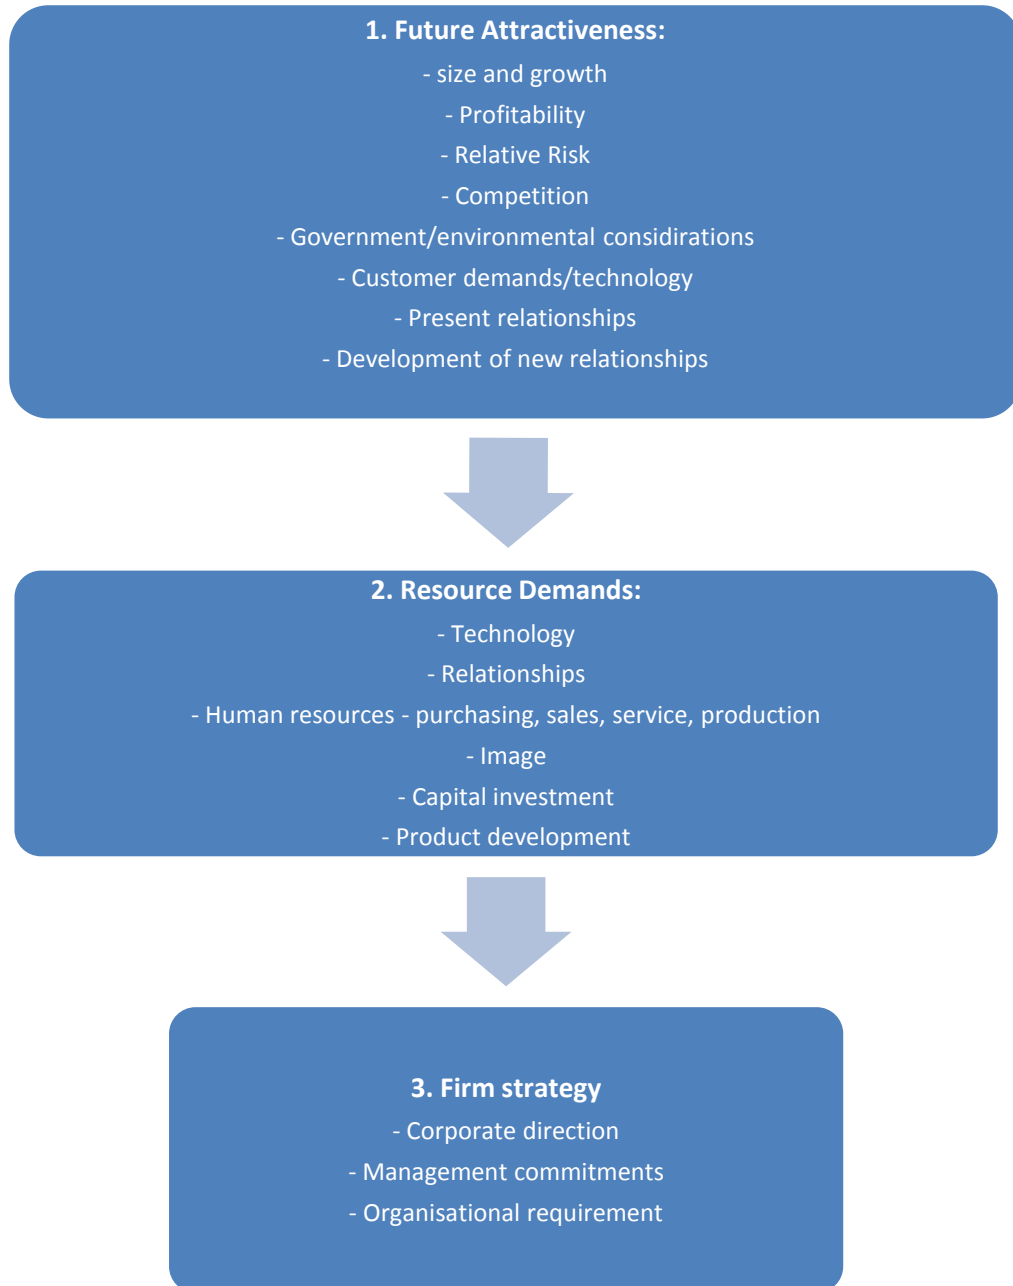 1. Future Attractiveness:
- size and growth
- Profitability
- Relative Risk
- Competition
- Government/environmental considirations
- Customer demands/technology
- Present relationships
- Development of new relationships
2. Resource Demands:
- Technology
- Relationships
- Human resources - purchasing, sales, service, production
- Image
- Capital investment
- Product development
3. Firm strategy
- Corporate direction
- Management commitments
- Organisational requirement